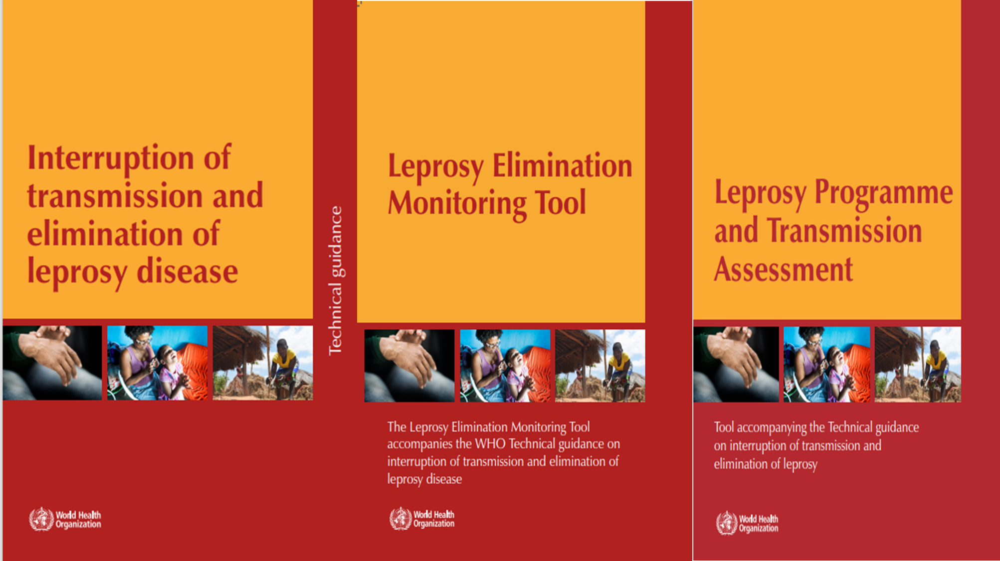 Interruption of
transmission and
elimination of
leprosy disease
Technical guidance
World Health
Organization
Leprosy Elimination
Monitoring Tool
The Leprosy Elimination Monitoring Tool
accompanies the WHO Technical guidance on
interruption of transmission and elimination of
leprosy disease
World Health
Organization
Leprosy Programme
and Transmission
Assessment
Tool accompanying the Technical guidance
on interruption of transmission and
elimination of leprosy
World Health
Organization